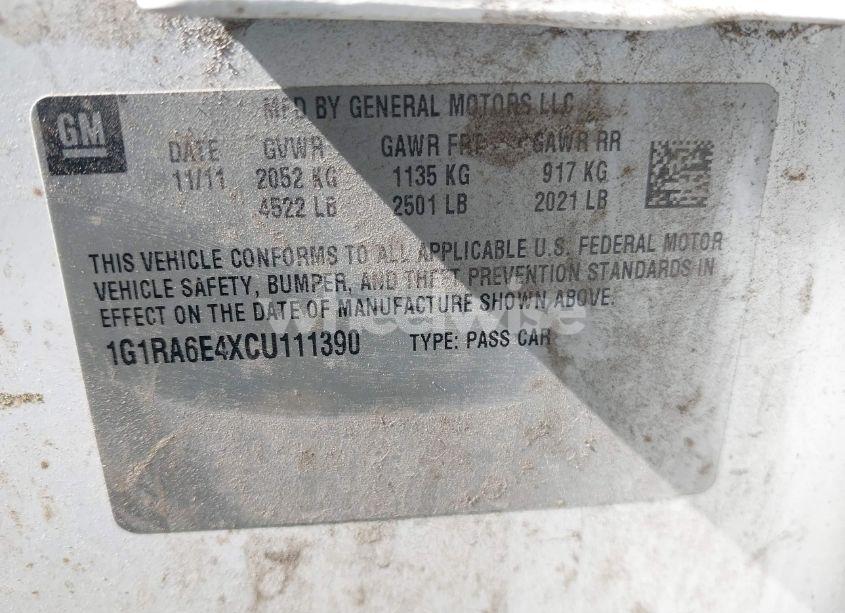 GM
MFD BY GENERAL MOTORS LLC
DATE GVWR GAWR FRT GAWR RR
11/11 2052 KG 1135 KG 917 KG
4522 LB 2501 LB 2021 LB
THIS VEHICLE CONFORMS TO ALL APPLICABLE U.S. FEDERAL MOTOR
VEHICLE SAFETY, BUMPER, AND THEFT PREVENTION STANDARDS IN
EFFECT ON THE DATE OF MANUFACTURE SHOWN ABOVE.
1G1RA6E4XCU111390 TYPE: PASS CAR
wheelwise